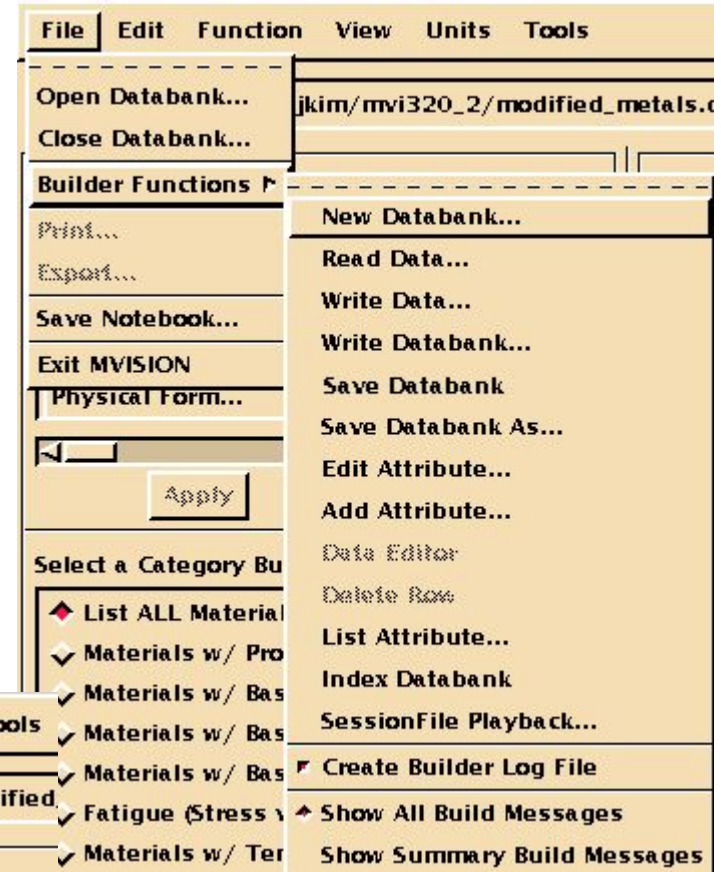 File Edit Function View Units Tools
Open Databank...
jkim/mvi320_2/modified_metals.
Close Databank...
Builder Functions
Print...
Export...
Save Notebook...
Exit MVISION
New Databank...
Read Data...
Write Data...
Write Databank...
Save Databank
Save Databank As...
Edit Attribute...
Add Attribute...
Data Editor
Delete Row
List Attribute...
Index Databank
SessionFile Playback...
Create Builder Log File
Show All Build Messages
Show Summary Build Messages
Physical Form...
Apply
Select a Category Bu
List ALL Material
Materials w/ Pro
Materials w/ Bas
Materials w/ Bas
Materials w/ Bas
Fatigue (Stress v
Materials w/ Ter
ools
ified